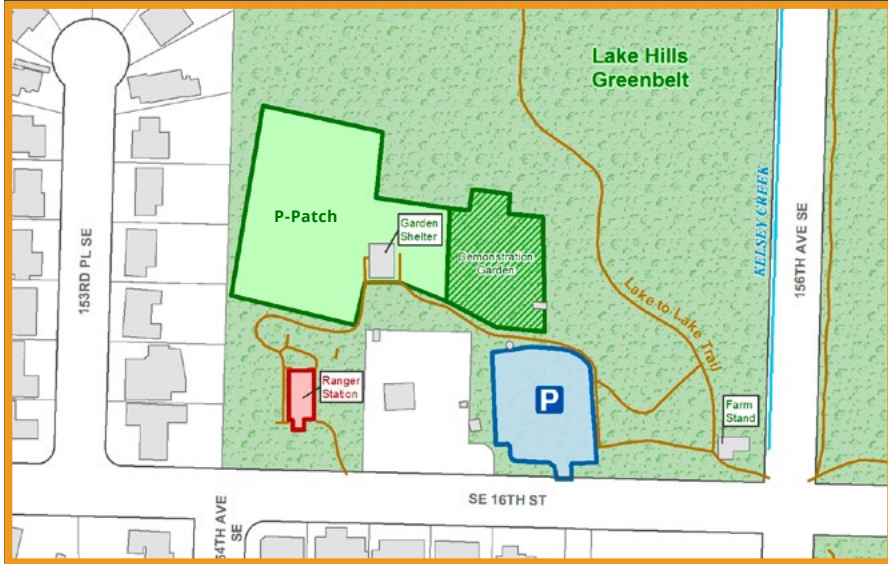 Lake Hills
Greenbelt
P-Patch
Garden
Shelter
Demonstration
Garden
KELSEY CREEK
156TH AVE SE
153RD PL SE
Lake to Lake Trail
Ranger
Station
P
Farm
Stand
SE 16TH ST
54TH AVE
SE